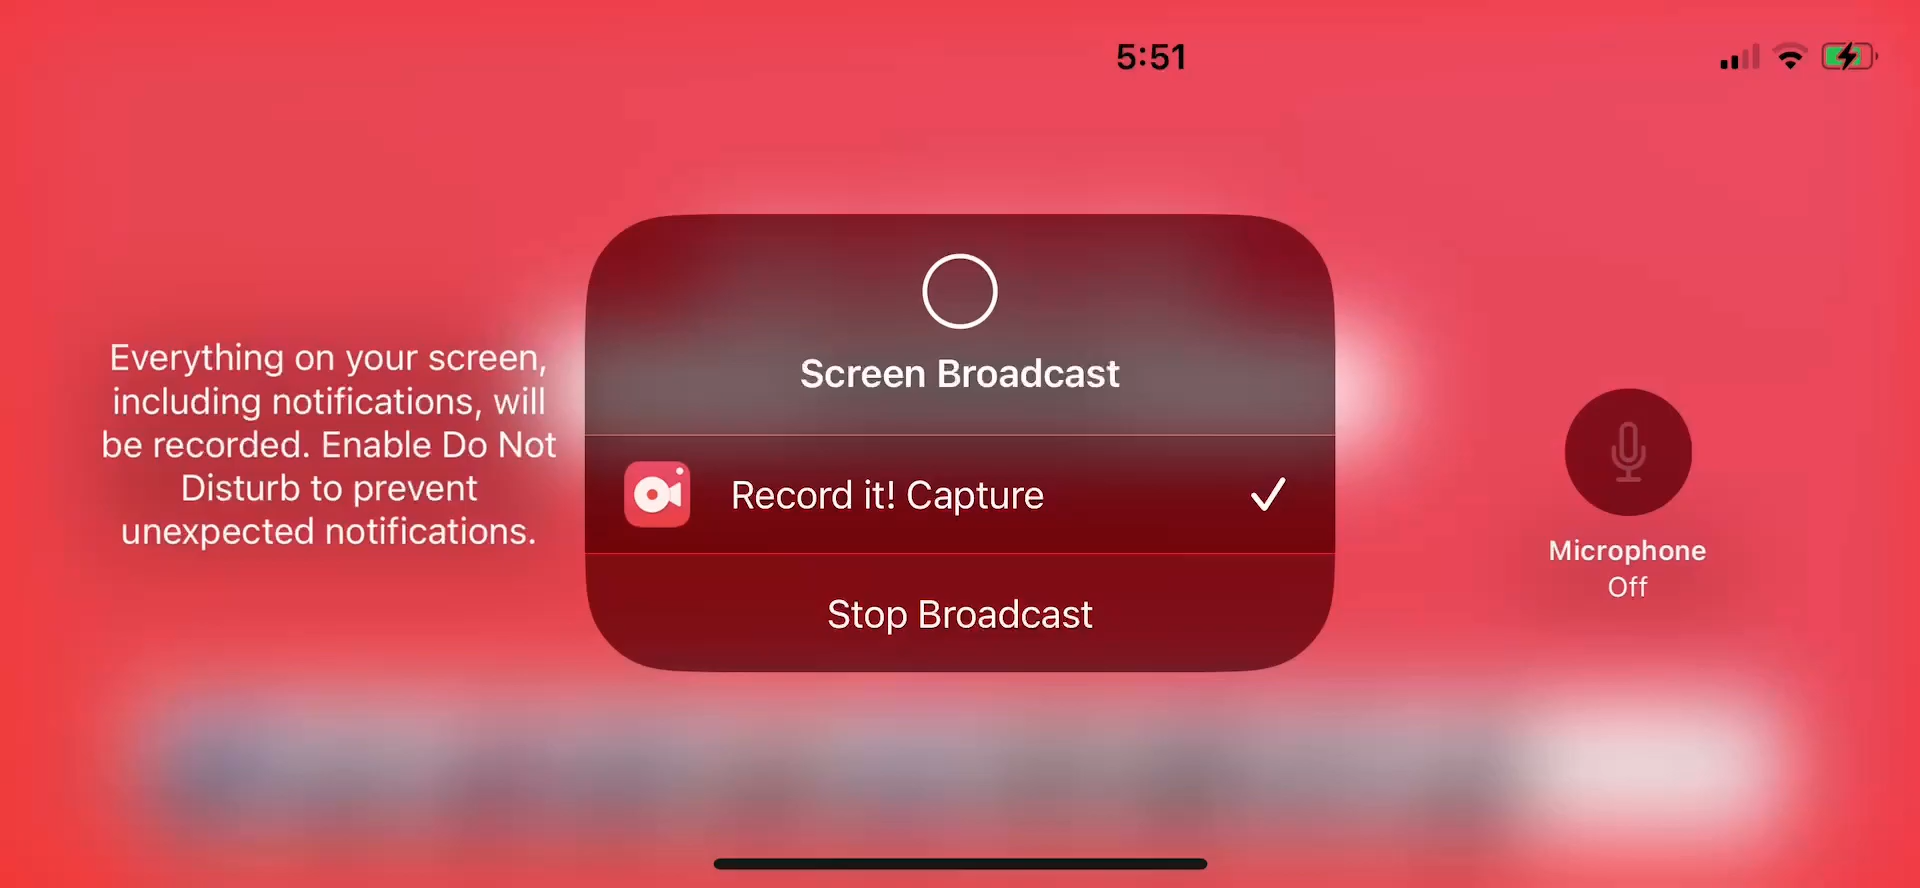 5:51
Everything on your screen,
including notifications, will
be recorded. Enable Do Not
Disturb to prevent
unexpected notifications.
Screen Broadcast
Record it! Capture
Stop Broadcast
Microphone
Off